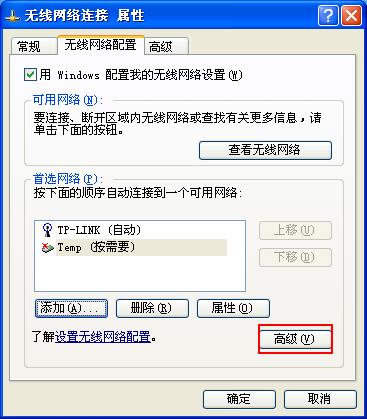 无线网络连接 属性
常规
无线网络配置
高级
用 Windows 配置我的无线网络设置(W)
可用网络(N):
要连接、断开区域内无线网络或查找有关更多信息，请
单击下面的按钮。
查看无线网络
首选网络(P):
按下面的顺序自动连接到一个可用网络:
TP-LINK (自动)
上移(U)
Temp (按需要)
下移(D)
添加(A)...
删除(R)
属性(O)
了解设置无线网络配置。
高级(V)
确定
取消